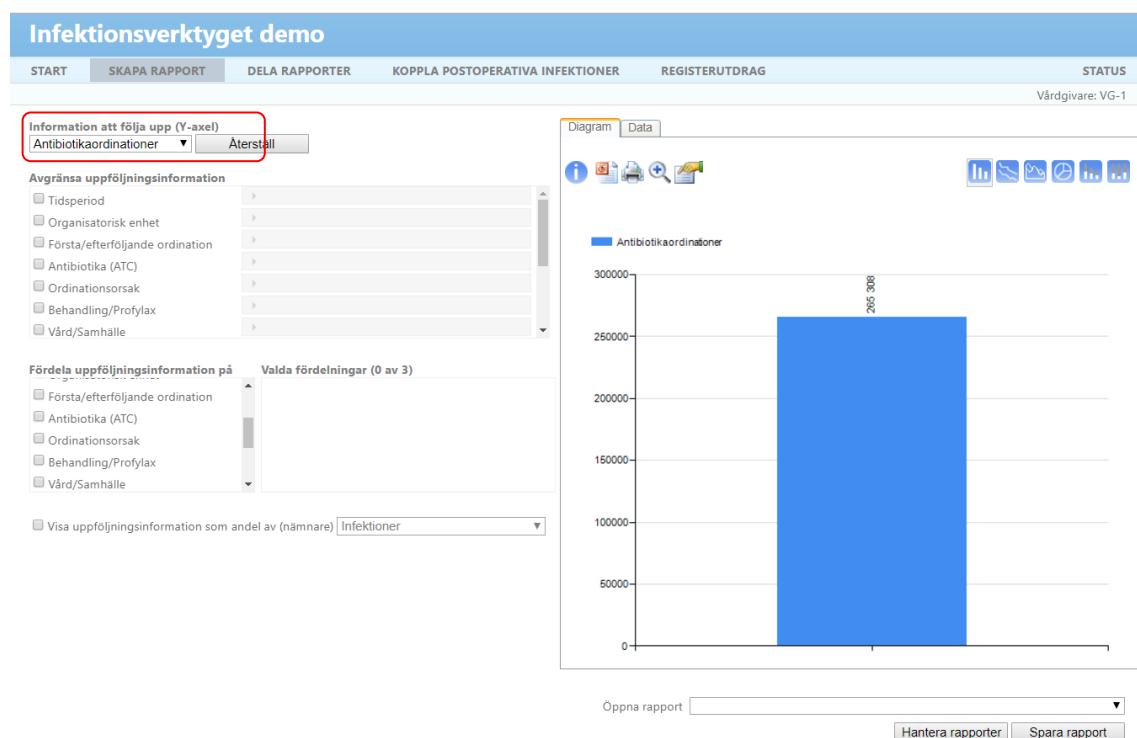 Infektionsverktyget demo
START SKAPA RAPPORT DELA RAPPORTER KOPPLA POSTOPERATIVA INFEKTIONER REGISTERUTDRAG STATUS
Vårdgivare: VG-1
Information att följa upp (Y-axel)
Antibiotikaordinationer Återställ
Avgränsa uppföljningsinformation
Tidsperiod
Organisatorisk enhet
Första/efterföljande ordination
Antibiotika (ATC)
Ordinationsorsak
Behandling/Profylax
Vård/Samhälle
Fördela uppföljningsinformation på Valda fördelningar (0 av 3)
Organisatorisk enhet
Första/efterföljande ordination
Antibiotika (ATC)
Ordinationsorsak
Behandling/Profylax
Vård/Samhälle
Visa uppföljningsinformation som andel av (nämnare) Infektioner
Diagram Data
Antibiotikaordinationer
300000
265 308
250000
200000
150000
100000
50000
0
Öppna rapport
Hantera rapporter Spara rapport